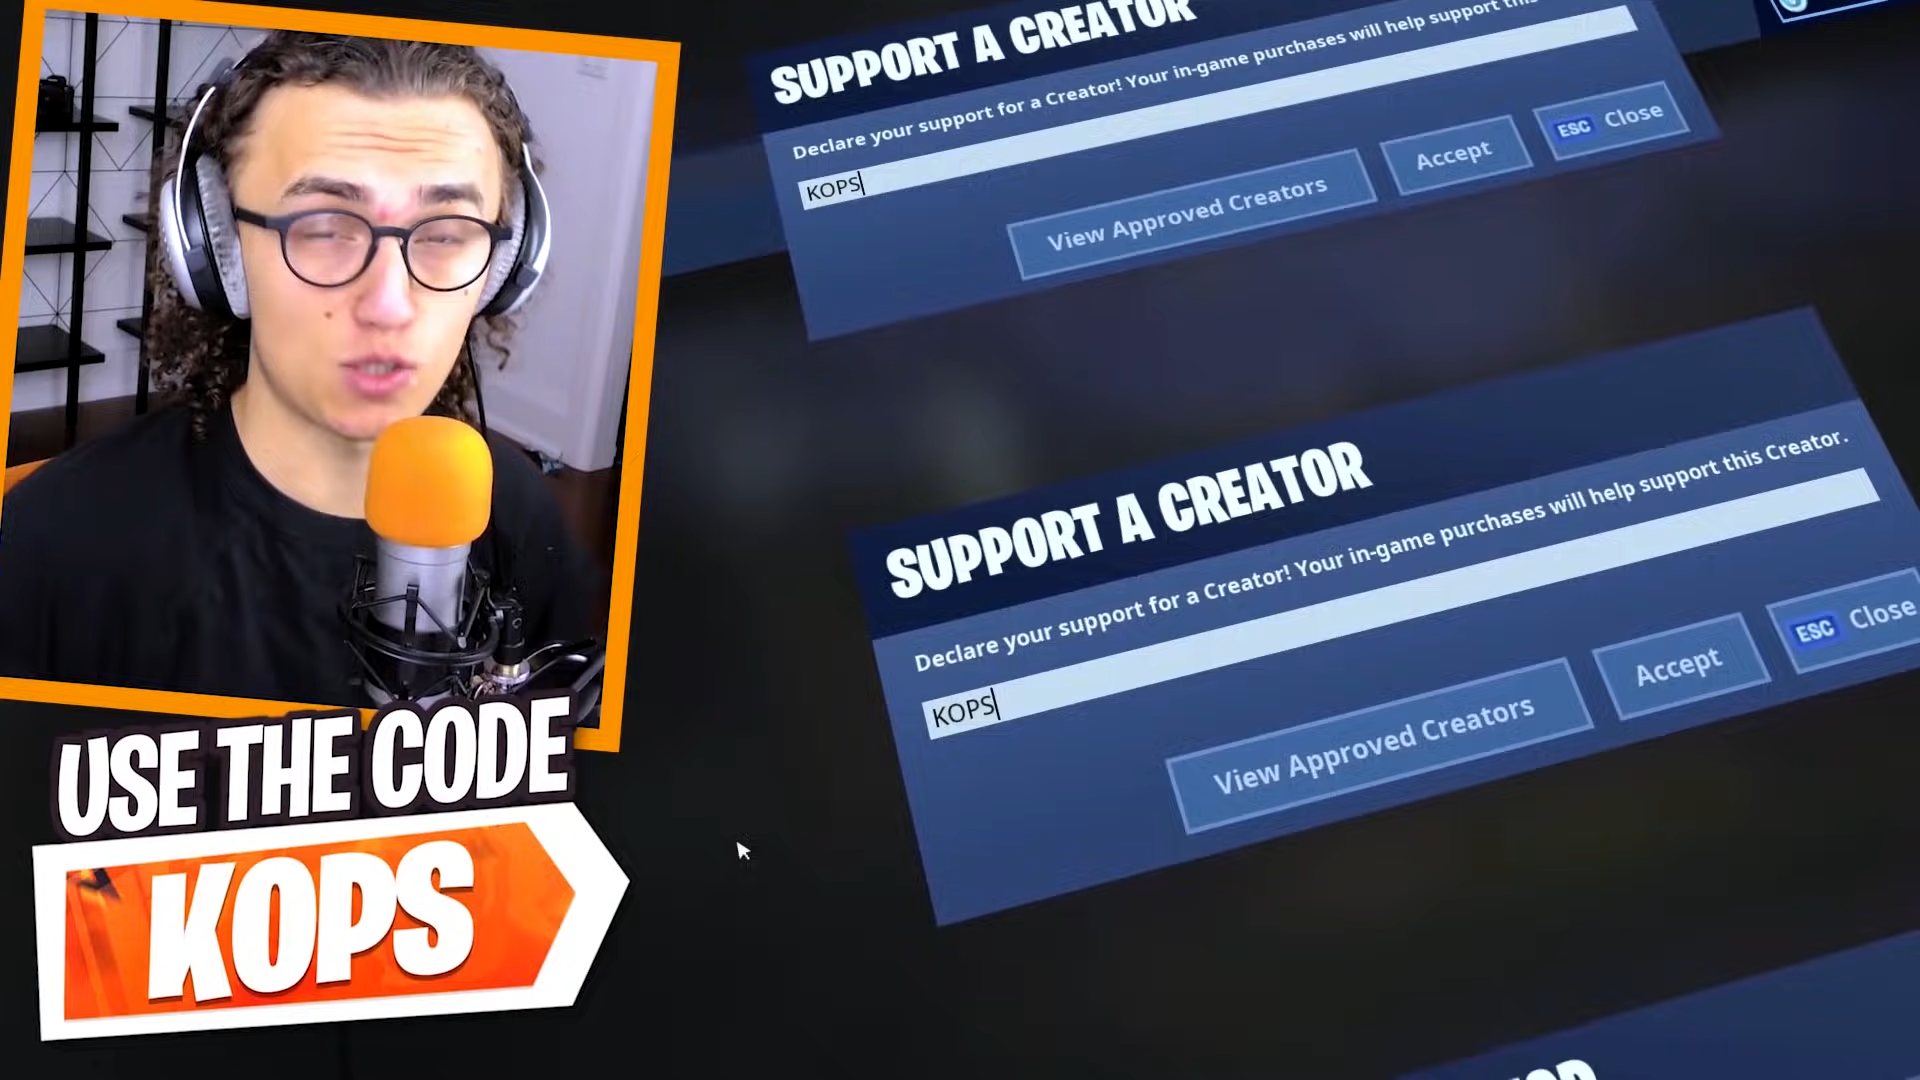 SUPPORT A CREATOR
Declare your support for a Creator! Your in-game purchases will help support this
KOPS
View Approved Creators
Accept
ESC Close
SUPPORT A CREATOR
Declare your support for a Creator! Your in-game purchases will help support this Creator.
KOPS
View Approved Creators
Accept
ESC Close
USE THE CODE
KOPS